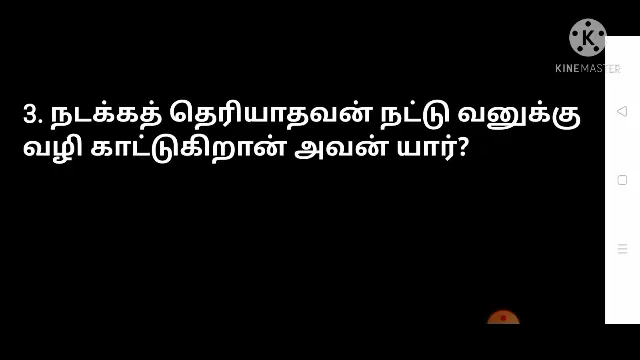 KINEMASTER
3. நடக்கத் தெரியாதவன் நட்டு வனுக்கு
வழி காட்டுகிறான் அவன் யார்?